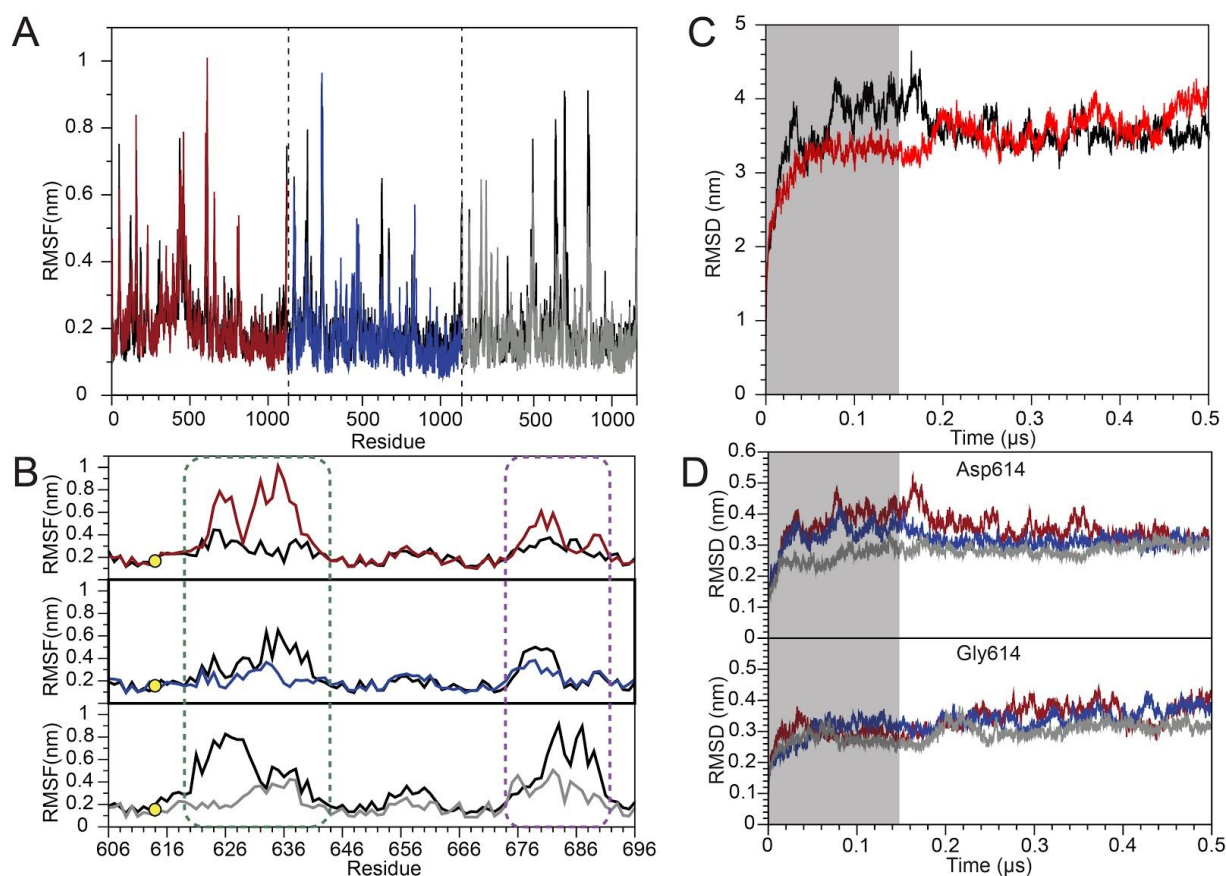 A
RMSF(nm)
1
0.8
0.6
0.4
0.2
0
0 500 1000 500 1000 500 1000
Residue
B
RMSF(nm)
1
0.8
0.6
0.4
0.2
RMSF(nm)
1
0.8
0.6
0.4
0.2
RMSF(nm)
1
0.8
0.6
0.4
0.2
0
606 616 626 636 646 656 666 676 686 696
Residue
C
RMSD (nm)
5
4
3
2
1
0
0 0.1 0.2 0.3 0.4 0.5
Time (μs)
D
Asp614
RMSD (nm)
0.6
0.5
0.4
0.3
0.2
0.1
0
Gly614
RMSD (nm)
0.5
0.4
0.3
0.2
0.1
0
0 0.1 0.2 0.3 0.4 0.5
Time (μs)